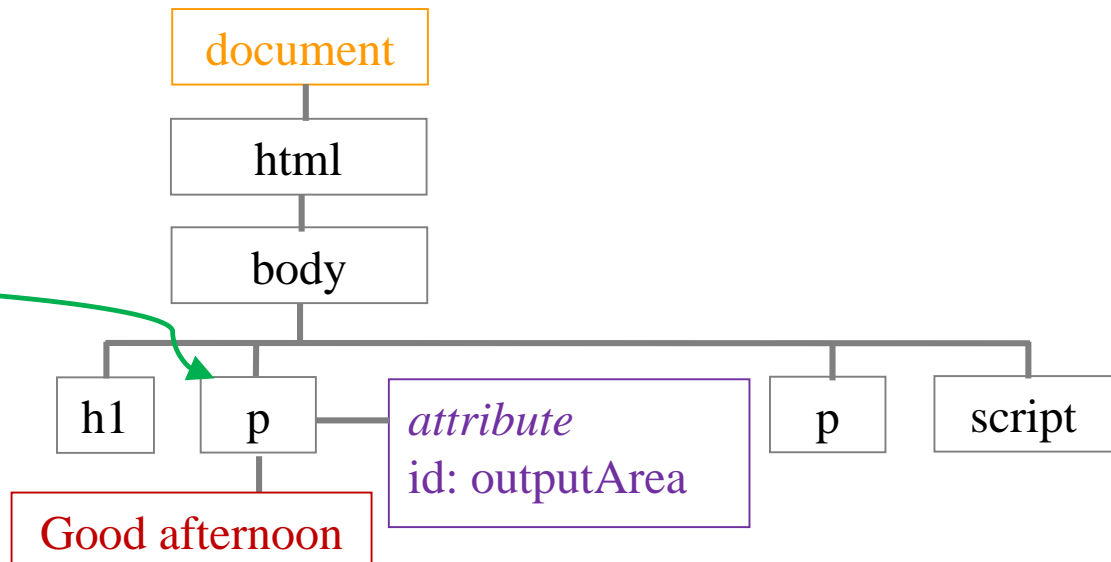 document
html
body
h1
p
attribute
id: outputArea
p
script
Good afternoon